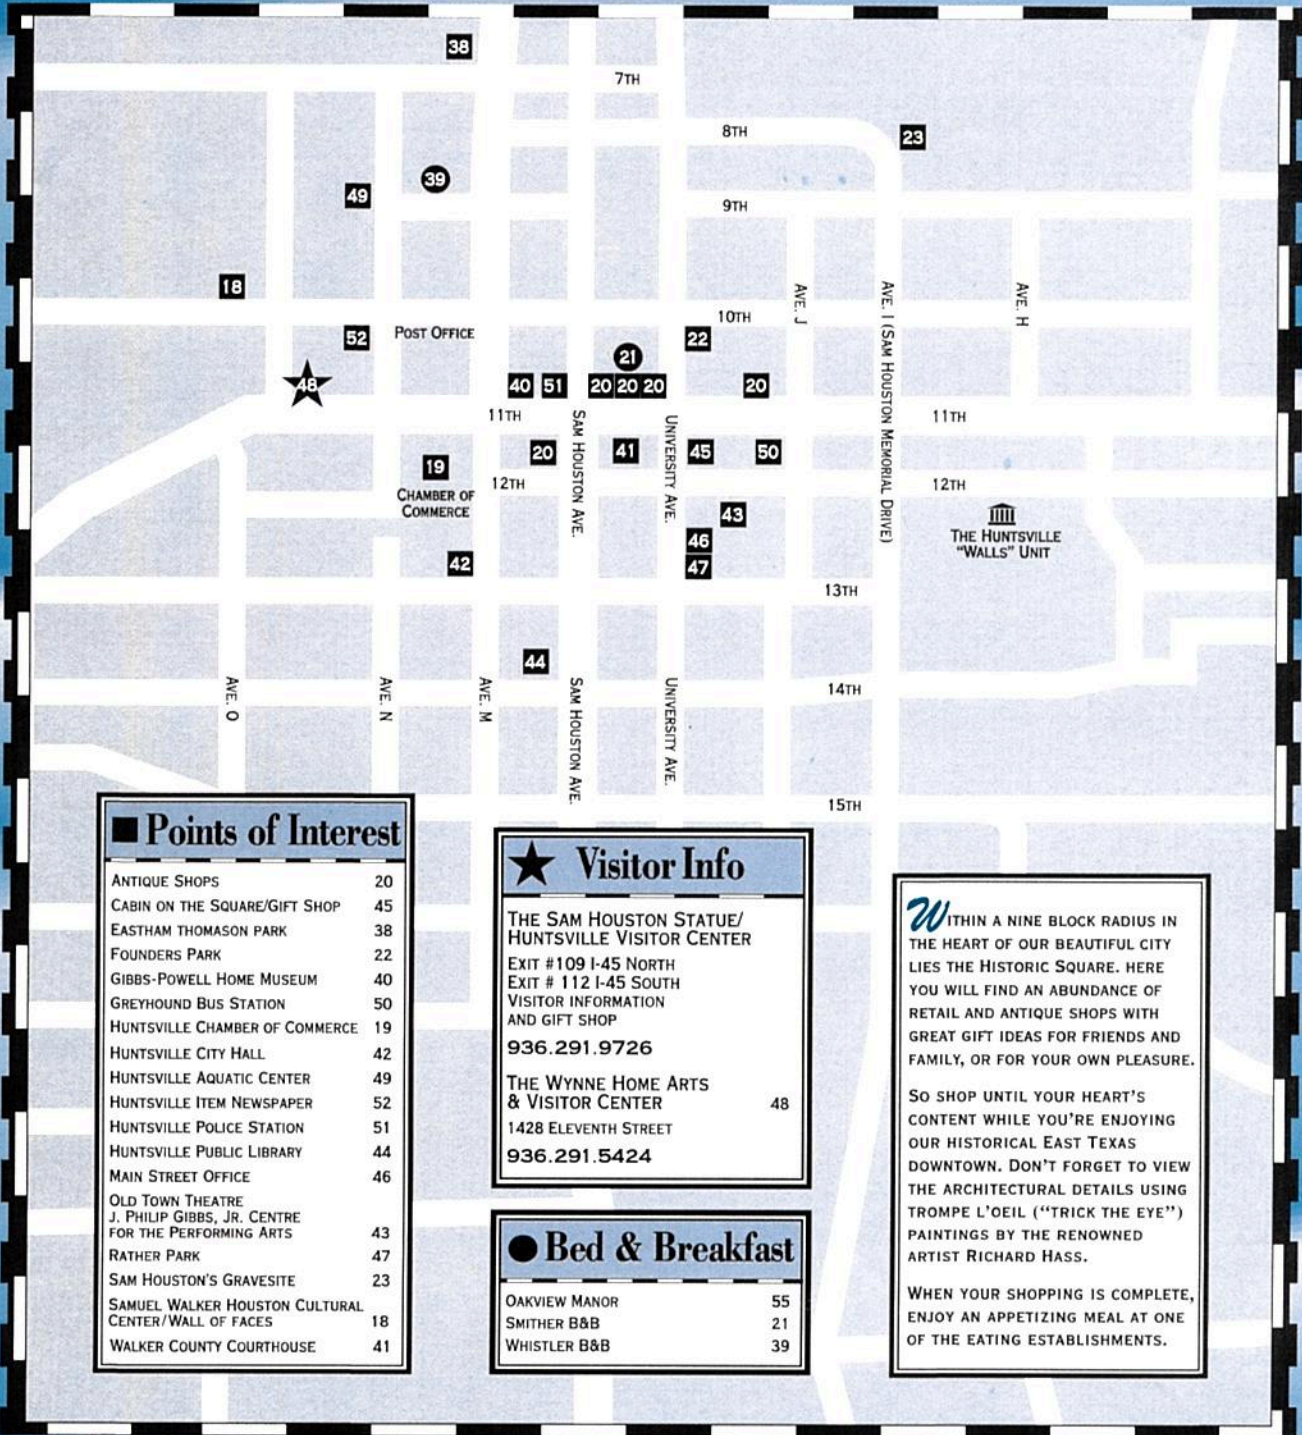 38
7TH
8TH
23
39
49
9TH
18
AVE. J
AVE. I (SAM HOUSTON MEMORIAL DRIVE)
AVE. H
10TH
52
POST OFFICE
22
21
48
40
51
20 20 20
20
11TH
SAM HOUSTON AVE.
UNIVERSITY AVE.
11TH
20
41
45
50
19
12TH
12TH
CHAMBER OF
COMMERCE
43
46
THE HUNTSVILLE
"WALLS" UNIT
42
47
13TH
44
AVE. O
AVE. N
AVE. M
SAM HOUSTON AVE.
UNIVERSITY AVE.
14TH
15TH
Points of Interest
ANTIQUE SHOPS 20
CABIN ON THE SQUARE/GIFT SHOP 45
EASTHAM THOMASON PARK 38
FOUNDERS PARK 22
GIBBS-POWELL HOME MUSEUM 40
GREYHOUND BUS STATION 50
HUNTSVILLE CHAMBER OF COMMERCE 19
HUNTSVILLE CITY HALL 42
HUNTSVILLE AQUATIC CENTER 49
HUNTSVILLE ITEM NEWSPAPER 52
HUNTSVILLE POLICE STATION 51
HUNTSVILLE PUBLIC LIBRARY 44
MAIN STREET OFFICE 46
OLD TOWN THEATRE
J. PHILIP GIBBS, JR. CENTRE
FOR THE PERFORMING ARTS 43
RATHER PARK 47
SAM HOUSTON'S GRAVESITE 23
SAMUEL WALKER HOUSTON CULTURAL
CENTER/WALL OF FACES 18
WALKER COUNTY COURTHOUSE 41
Visitor Info
THE SAM HOUSTON STATUE/
HUNTSVILLE VISITOR CENTER
EXIT #109 I-45 NORTH
EXIT # 112 I-45 SOUTH
VISITOR INFORMATION
AND GIFT SHOP
936.291.9726
THE WYNNE HOME ARTS
& VISITOR CENTER 48
1428 ELEVENTH STREET
936.291.5424
Bed & Breakfast
OAKVIEW MANOR 55
SMITHER B&B 21
WHISTLER B&B 39
WITHIN A NINE BLOCK RADIUS IN
THE HEART OF OUR BEAUTIFUL CITY
LIES THE HISTORIC SQUARE. HERE
YOU WILL FIND AN ABUNDANCE OF
RETAIL AND ANTIQUE SHOPS WITH
GREAT GIFT IDEAS FOR FRIENDS AND
FAMILY, OR FOR YOUR OWN PLEASURE.
SO SHOP UNTIL YOUR HEART'S
CONTENT WHILE YOU'RE ENJOYING
OUR HISTORICAL EAST TEXAS
DOWNTOWN. DON'T FORGET TO VIEW
THE ARCHITECTURAL DETAILS USING
TROMPE L'OEIL ("TRICK THE EYE")
PAINTINGS BY THE RENOWNED
ARTIST RICHARD HASS.
WHEN YOUR SHOPPING IS COMPLETE,
ENJOY AN APPETIZING MEAL AT ONE
OF THE EATING ESTABLISHMENTS.